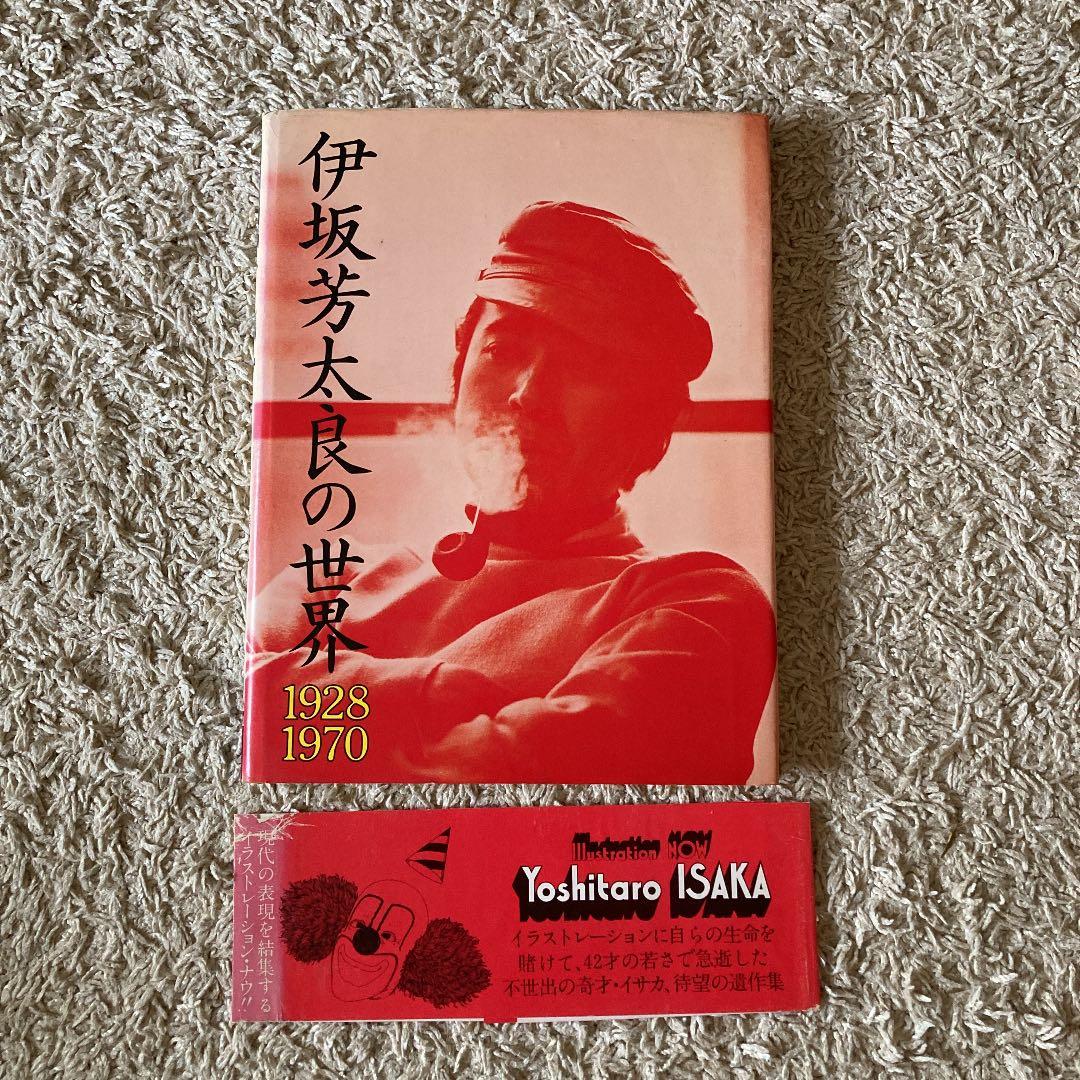 伊坂芳太良の世界
1928
1970
現代の表現を結集する
イラストレーション・ナウ!!
Illustration NOW
Yoshitaro ISAKA
イラストレーションに自らの生命を
賭けて、42才の若さで急逝した
不世出の奇才・イサカ、待望の遺作集